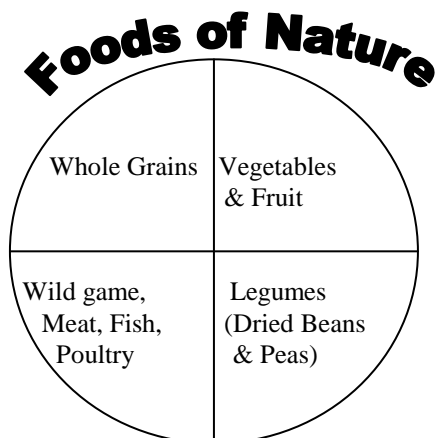 Foods of Nature
Whole Grains
Vegetables
& Fruit
Wild game,
Meat, Fish,
Poultry
Legumes
(Dried Beans
& Peas)